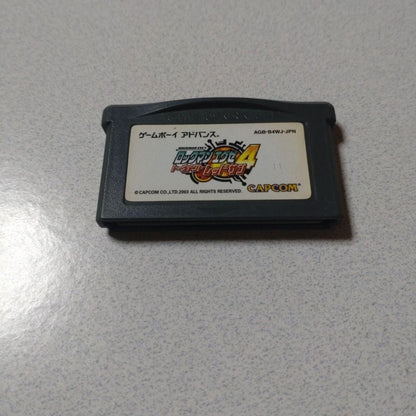 ゲームボーイ アドバンス。
AGB-B4WJ-JPN
ロックマン エグゼ 4
トーナメント レッドサン
© CAPCOM CO.,LTD.2003 ALL RIGHTS RESERVED.
CAPCOM